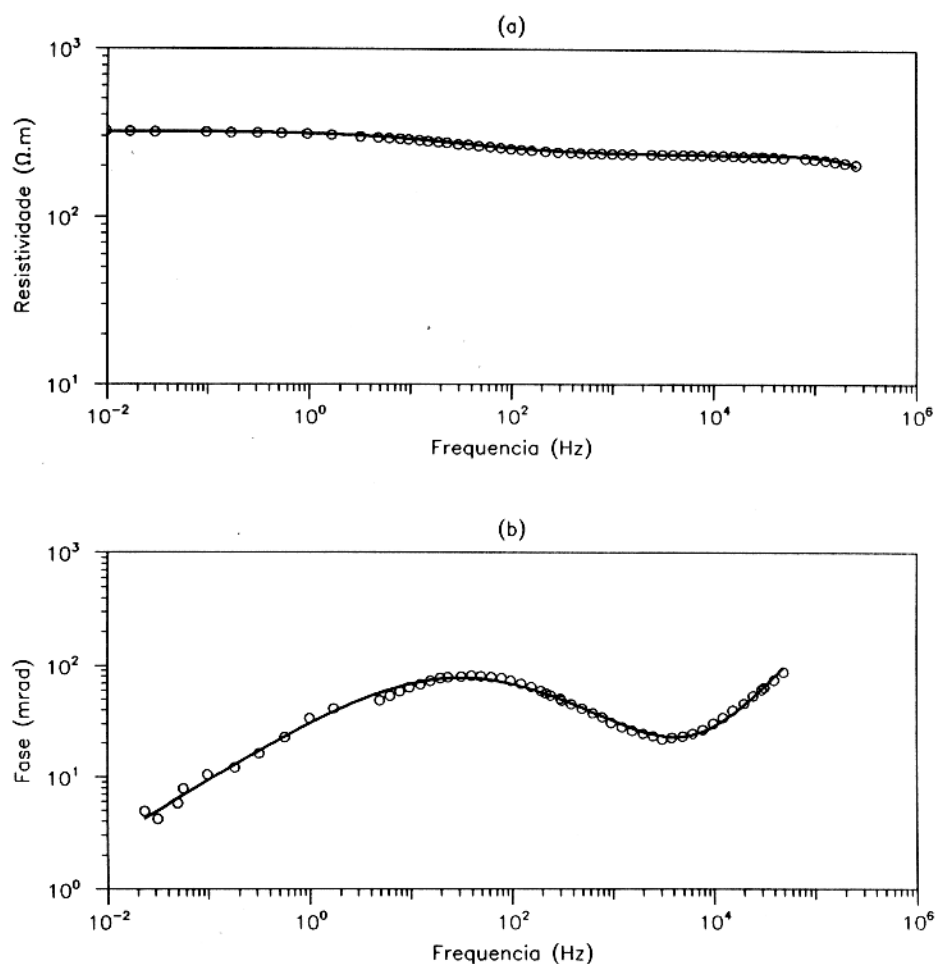 (a)
Resistividade (Ω.m)
10³
10²
10¹
10⁻²
10⁰
10²
10⁴
10⁶
Frequencia (Hz)
(b)
Fase (mrad)
10³
10²
10¹
10⁰
10⁻²
10⁰
10²
10⁴
10⁶
Frequencia (Hz)